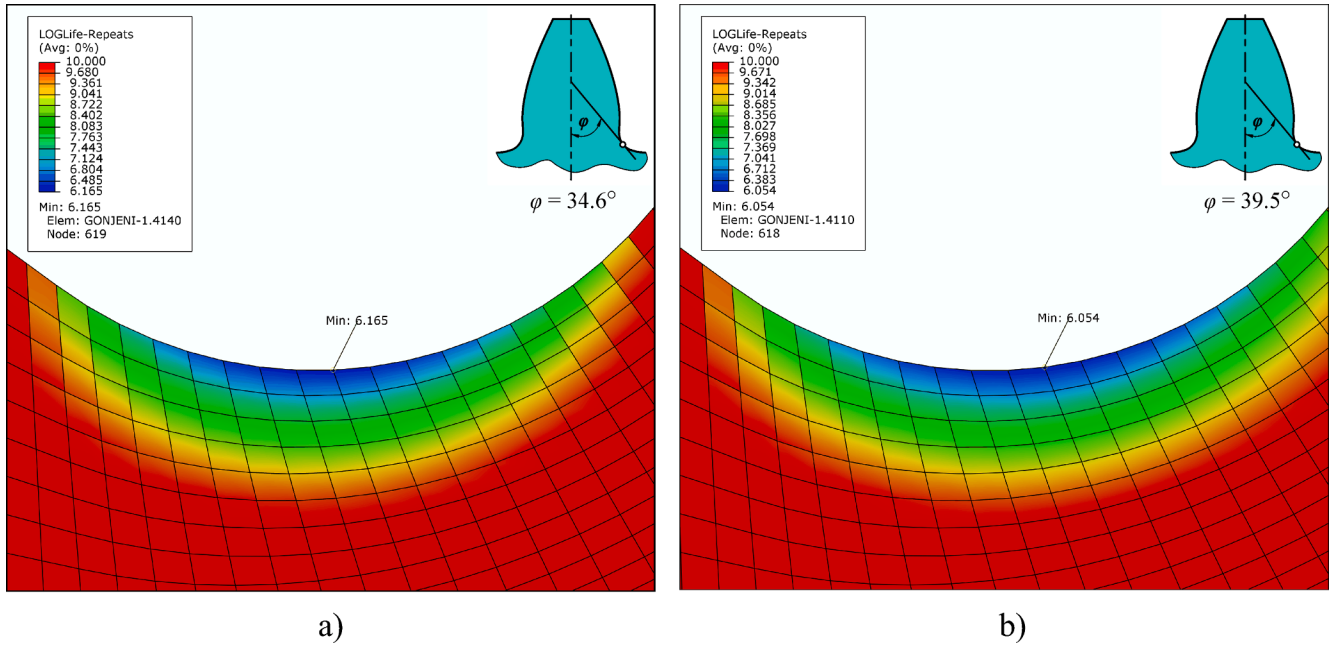 LOGLife-Repeats
(Avg: 0%)
10.000
9.680
9.361
9.041
8.722
8.402
8.083
7.763
7.443
7.124
6.804
6.485
6.165
Min: 6.165
Elem: GONJENI-1.4140
Node: 619
φ
φ = 34.6°
Min: 6.165
a)
LOGLife-Repeats
(Avg: 0%)
10.000
9.671
9.342
9.014
8.685
8.356
8.027
7.698
7.369
7.041
6.712
6.383
6.054
Min: 6.054
Elem: GONJENI-1.4110
Node: 618
φ
φ = 39.5°
Min: 6.054
b)